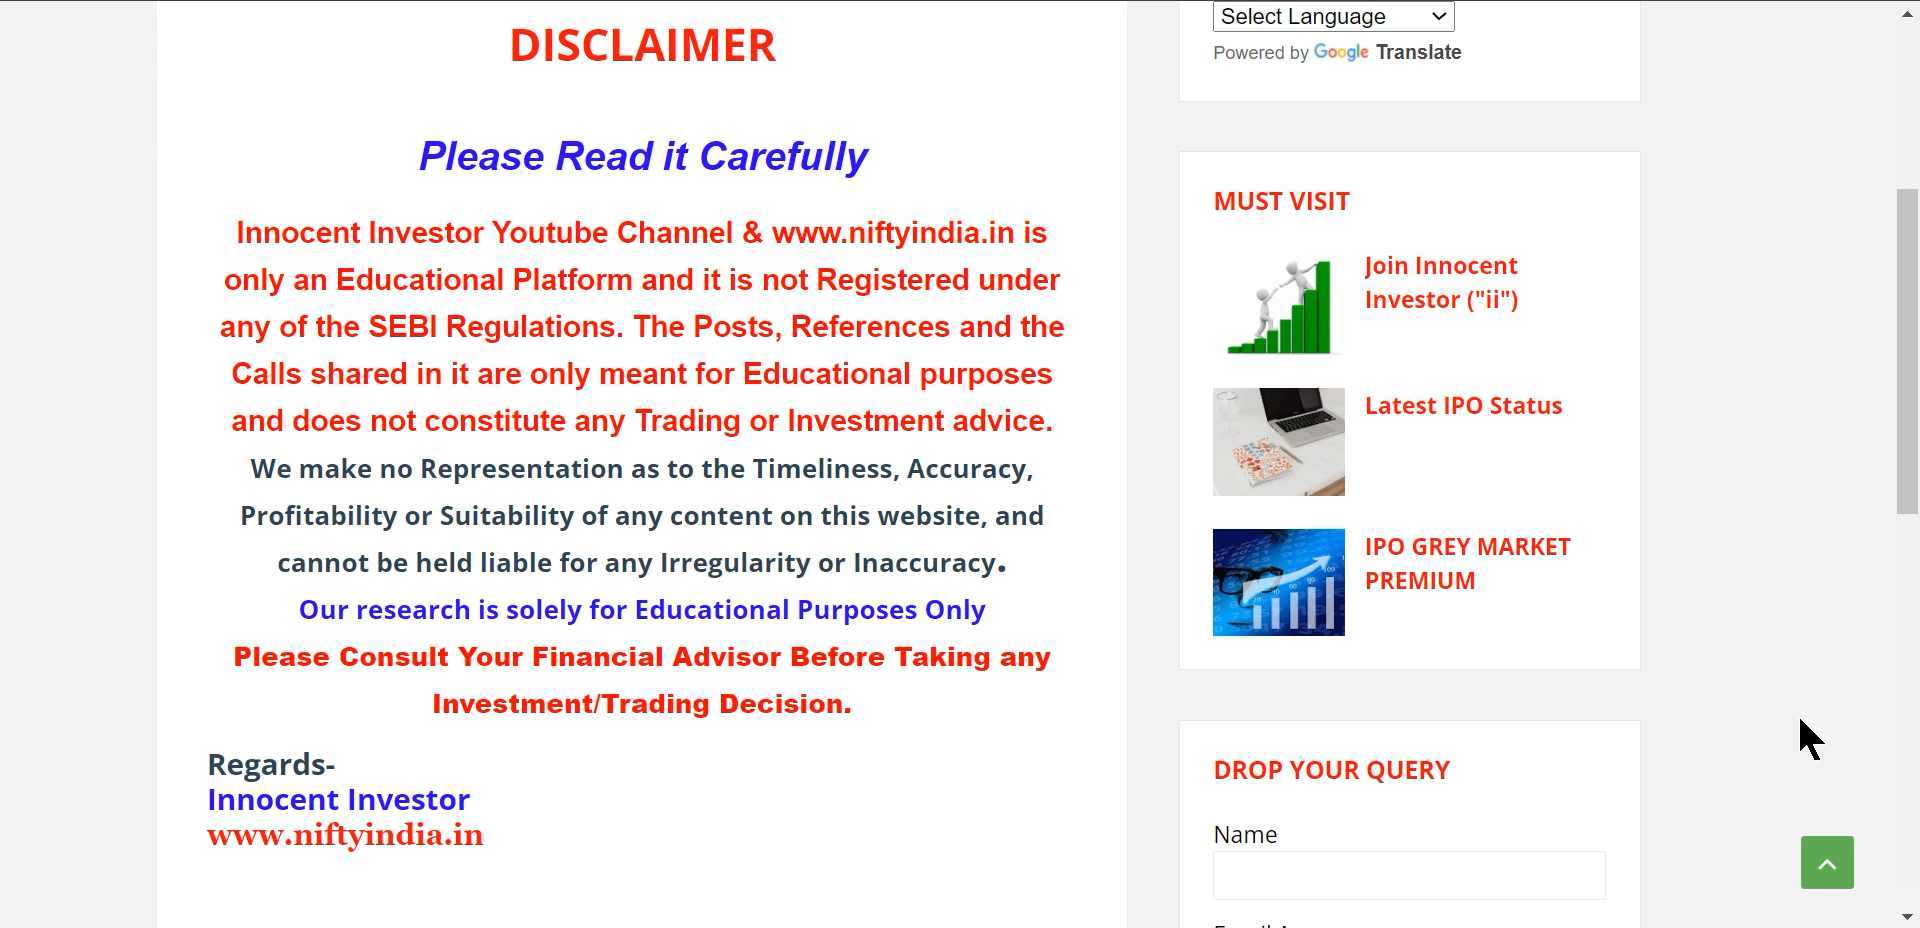 DISCLAIMER
Please Read it Carefully
Innocent Investor Youtube Channel & www.niftyindia.in is
only an Educational Platform and it is not Registered under
any of the SEBI Regulations. The Posts, References and the
Calls shared in it are only meant for Educational purposes
and does not constitute any Trading or Investment advice.
We make no Representation as to the Timeliness, Accuracy,
Profitability or Suitability of any content on this website, and
cannot be held liable for any Irregularity or Inaccuracy.
Our research is solely for Educational Purposes Only
Please Consult Your Financial Advisor Before Taking any
Investment/Trading Decision.
Regards-
Innocent Investor
www.niftyindia.in
Select Language
Powered by Google Translate
MUST VISIT
Join Innocent
Investor ("ii")
Latest IPO Status
IPO GREY MARKET
PREMIUM
DROP YOUR QUERY
Name